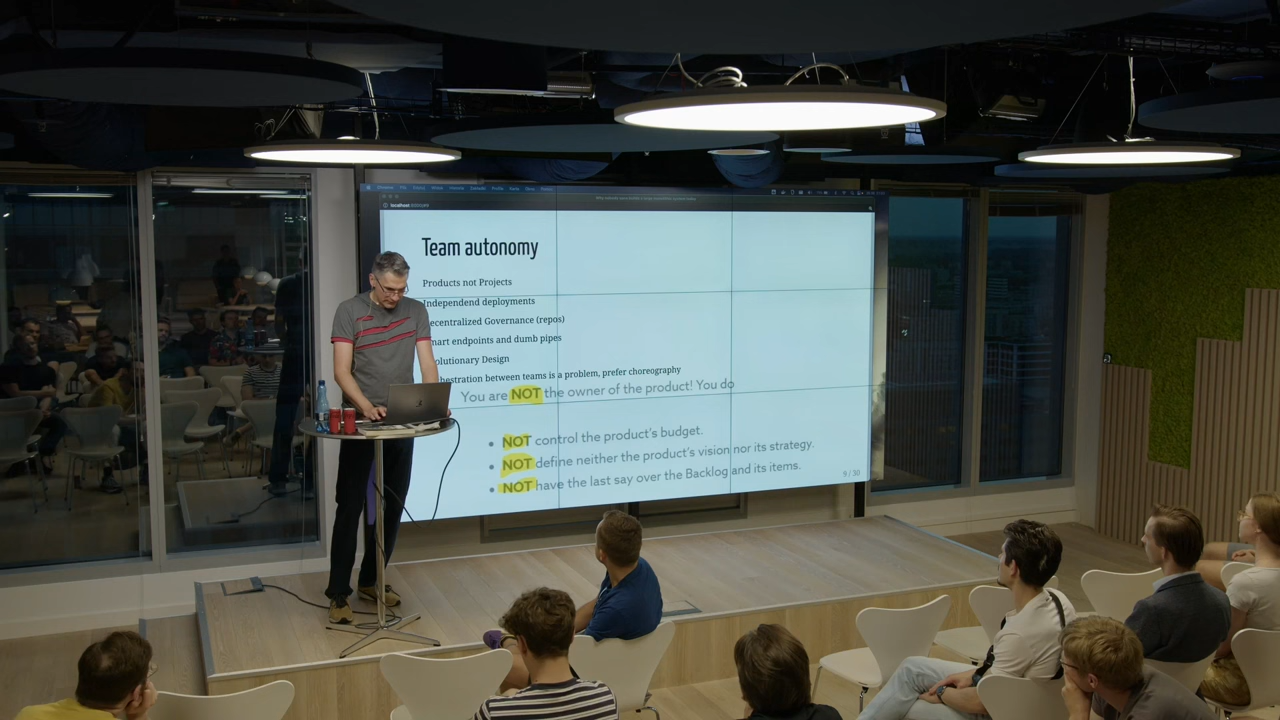 localhost
Team autonomy
Products not Projects
Independend deployments
ecentralized Governance (repos)
mart endpoints and dumb pipes
olutionary Design
hestration between teams is a problem, prefer choreography
You are NOT the owner of the product! You do
• NOT control the product's budget.
• NOT define neither the product's vision nor its strategy.
• NOT have the last say over the Backlog and its items.
9 / 30